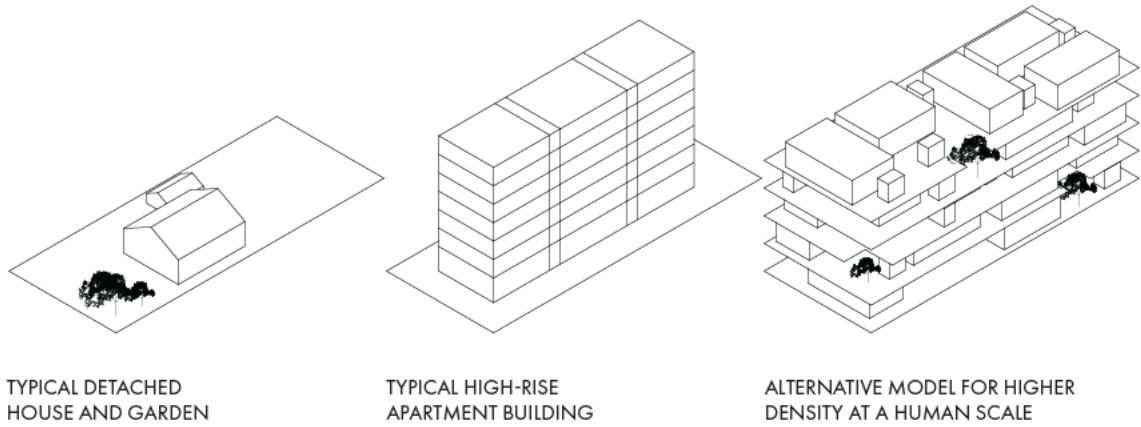 TYPICAL DETACHED
HOUSE AND GARDEN
TYPICAL HIGH-RISE
APARTMENT BUILDING
ALTERNATIVE MODEL FOR HIGHER
DENSITY AT A HUMAN SCALE